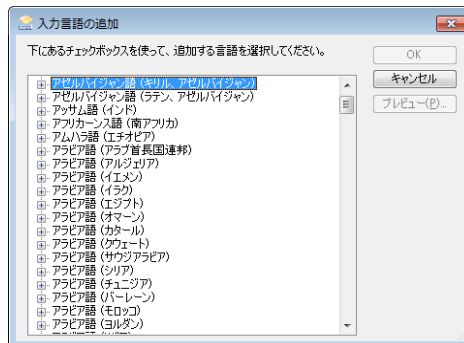 入力言語の追加
下にあるチェックボックスを使って、追加する言語を選択してください。
OK
キャンセル
プレビュー(P)...
アゼルバイジャン語 (キリル、アゼルバイジャン)
アゼルバイジャン語 (ラテン、アゼルバイジャン)
アッサム語 (インド)
アフリカーンス語 (南アフリカ)
アムハラ語 (エチオピア)
アラビア語 (アラブ首長国連邦)
アラビア語 (アルジェリア)
アラビア語 (イエメン)
アラビア語 (イラク)
アラビア語 (エジプト)
アラビア語 (オマーン)
アラビア語 (カタール)
アラビア語 (クウェート)
アラビア語 (サウジアラビア)
アラビア語 (シリア)
アラビア語 (チュニジア)
アラビア語 (バーレーン)
アラビア語 (モロッコ)
アラビア語 (ヨルダン)